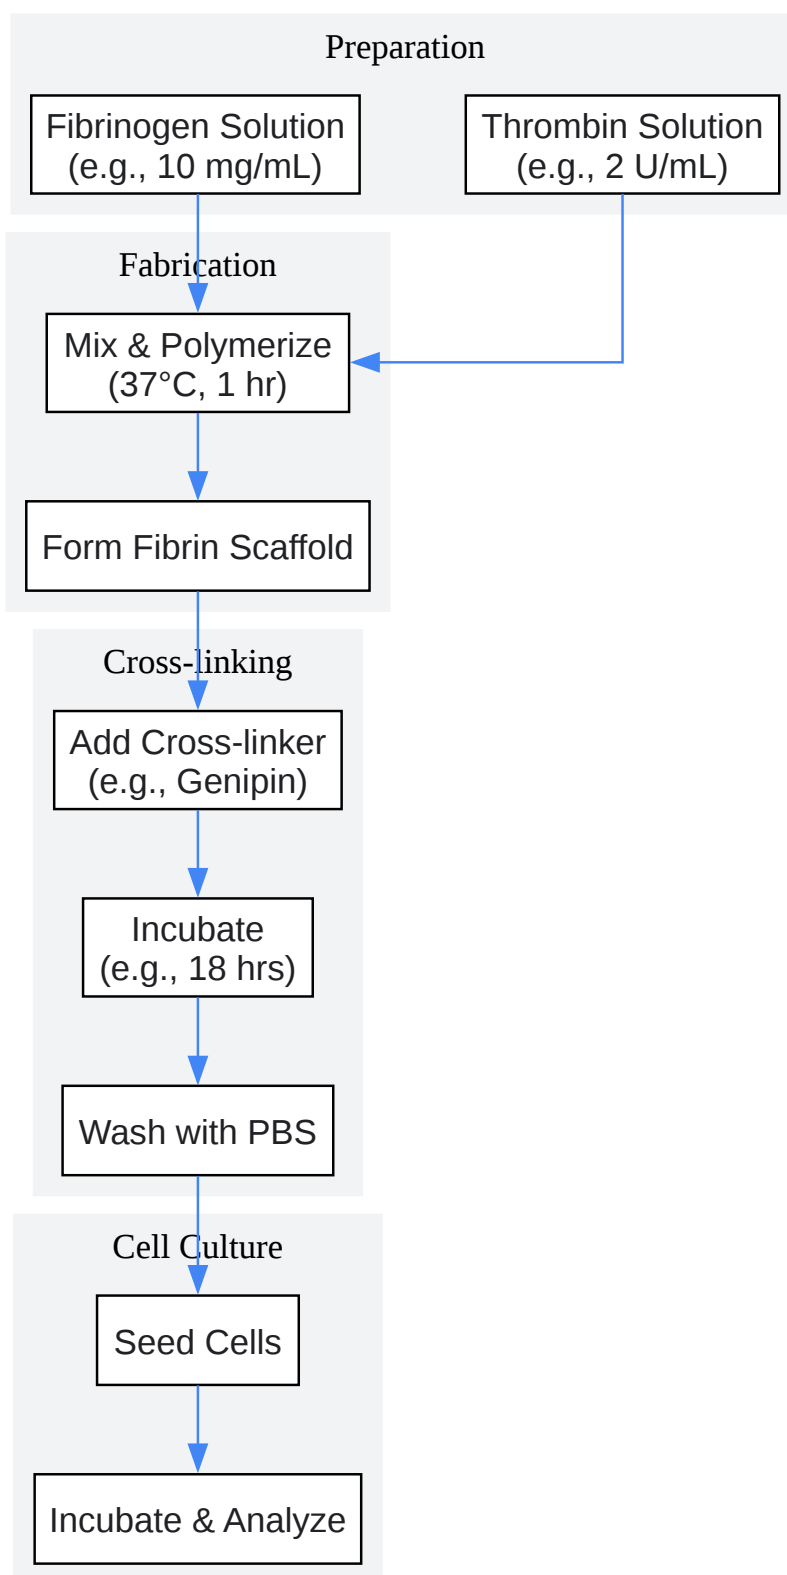 Preparation
Fibrinogen Solution
(e.g., 10 mg/mL)
Thrombin Solution
(e.g., 2 U/mL)
Fabrication
Mix & Polymerize
(37°C, 1 hr)
Form Fibrin Scaffold
Cross-linking
Add Cross-linker
(e.g., Genipin)
Incubate
(e.g., 18 hrs)
Wash with PBS
Cell Culture
Seed Cells
Incubate & Analyze